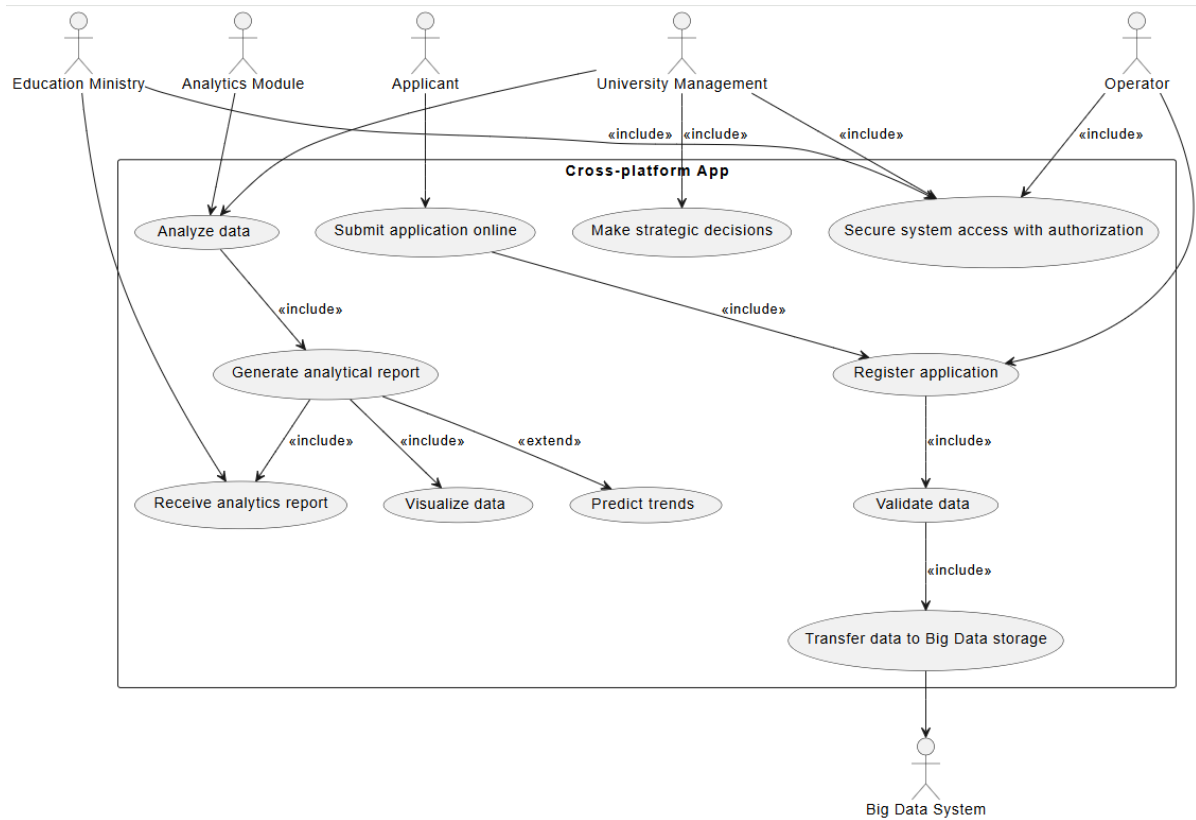 Education Ministry
Analytics Module
Applicant
University Management
Operator
«include»
«include»
«include»
«include»
Cross-platform App
Analyze data
Submit application online
Make strategic decisions
Secure system access with authorization
«include»
«include»
Generate analytical report
Register application
«include»
«include»
«extend»
«include»
Receive analytics report
Visualize data
Predict trends
Validate data
«include»
Transfer data to Big Data storage
Big Data System